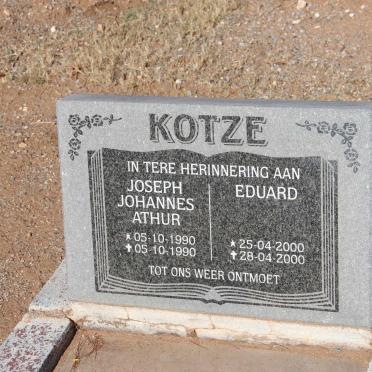 KOTZE
IN TERE HERINNERING AAN
JOSEPH
JOHANNES
ATHUR
★ 05-10-1990
✝ 05-10-1990
EDUARD
★ 25-04-2000
✝ 28-04-2000
TOT ONS WEER ONTMOET